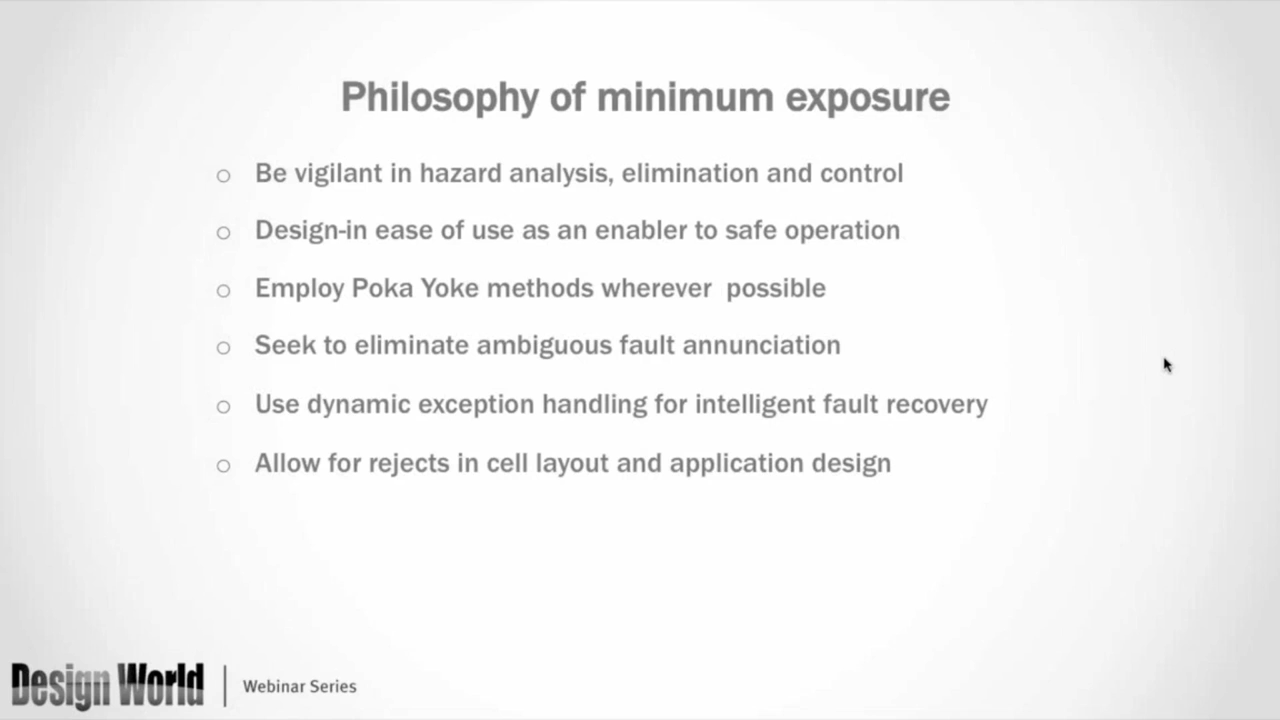 Philosophy of minimum exposure
Be vigilant in hazard analysis, elimination and control
Design-in ease of use as an enabler to safe operation
Employ Poka Yoke methods wherever  possible
Seek to eliminate ambiguous fault annunciation
Use dynamic exception handling for intelligent fault recovery
Allow for rejects in cell layout and application design
Design World | Webinar Series